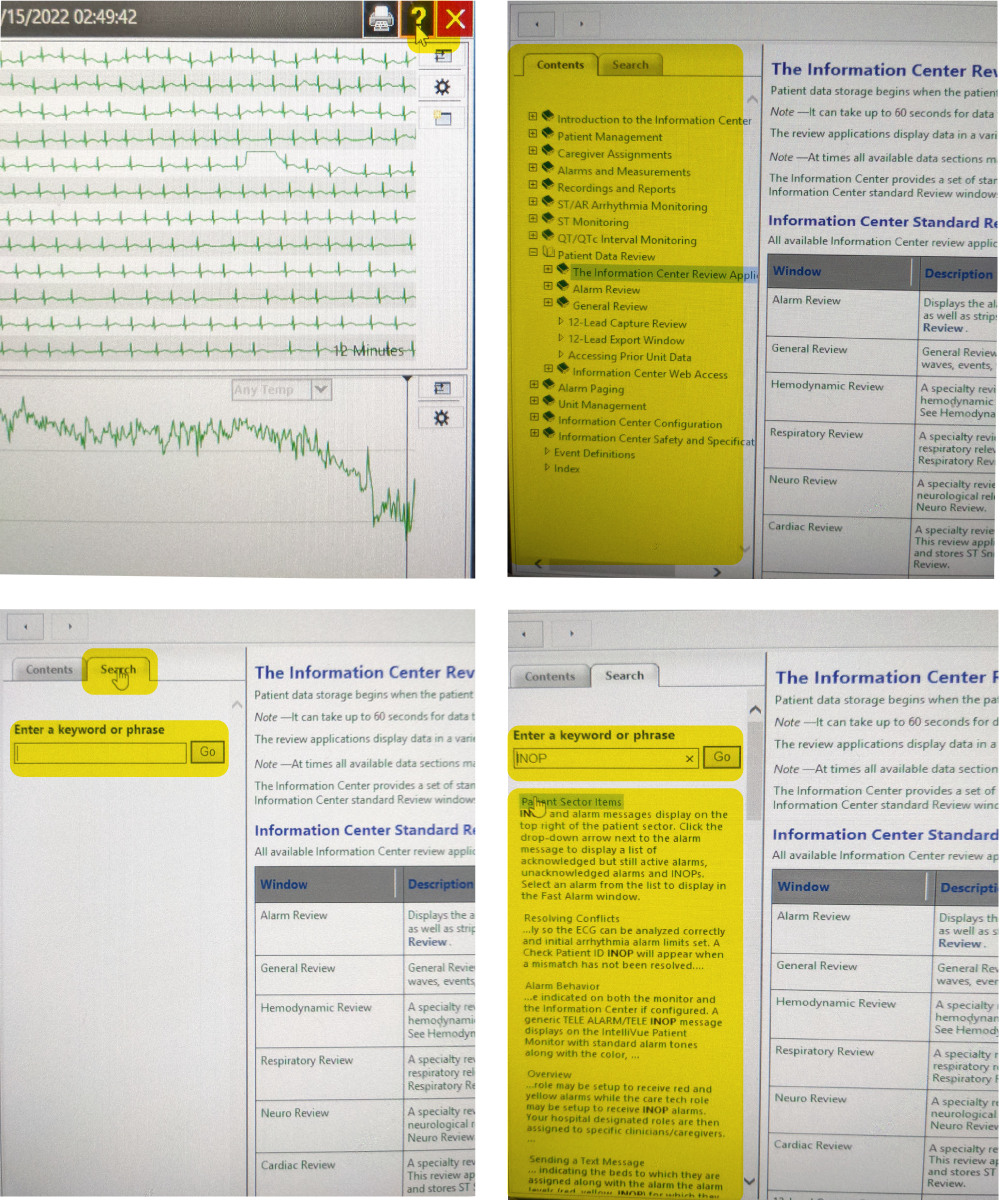 /15/2022 02:49:42
?
12 Minutes
Any Temp
Contents
Search
Introduction to the Information Center
Patient Management
Caregiver Assignments
Alarms and Measurements
Recordings and Reports
ST/AR Arrhythmia Monitoring
ST Monitoring
QT/QTc Interval Monitoring
Patient Data Review
The Information Center Review Appli
Alarm Review
General Review
12-Lead Capture Review
12-Lead Export Window
Accessing Prior Unit Data
Information Center Web Access
Alarm Paging
Unit Management
Information Center Configuration
Information Center Safety and Specificat
Event Definitions
Index
The Information Center Rev
Patient data storage begins when the patien
Note —It can take up to 60 seconds for data
The review applications display data in a vari
Note —At times all available data sections m
The Information Center provides a set of star
Information Center standard Review window
Information Center Standard R
All available Information Center review applic
Window
Description
Alarm Review
Displays the al
as well as strip
Review .
General Review
General Review
waves, events,
Hemodynamic Review
A specialty revi
hemodynamic
See Hemodyna
Respiratory Review
A specialty revi
respiratory relev
Respiratory Rev
Neuro Review
A specialty revie
neurological rel
Neuro Review.
Cardiac Review
A specialty revie
This review appl
and stores ST Sn
Review.
Contents
Search
Enter a keyword or phrase
Go
The Information Center Rev
Patient data storage begins when the patient
Note —It can take up to 60 seconds for data t
The review applications display data in a varie
Note —At times all available data sections ma
The Information Center provides a set of stan
Information Center standard Review window
Information Center Standard Re
All available Information Center review applic
Window
Description
Alarm Review
Displays the a
as well as strip
Review .
General Review
General Revie
waves, events
Hemodynamic Review
A specialty re
hemodynami
See Hemodyn
Respiratory Review
A specialty rev
respiratory rel
Respiratory Re
Neuro Review
A specialty rev
neurological r
Neuro Review
Cardiac Review
A specialty rev
This review ap
and stores ST
Contents
Search
Enter a keyword or phrase
INOP
Go
Patient Sector Items
INOP and alarm messages display on the
top right of the patient sector. Click the
drop-down arrow next to the alarm
message to display a list of
acknowledged but still active alarms,
unacknowledged alarms and INOPs.
Select an alarm from the list to display in
the Fast Alarm window.
Resolving Conflicts
...ly so the ECG can be analyzed correctly
and initial arrhythmia alarm limits set. A
Check Patient ID INOP will appear when
a mismatch has not been resolved....
Alarm Behavior
...e indicated on both the monitor and
the Information Center if configured. A
generic TELE ALARM/TELE INOP message
displays on the IntelliVue Patient
Monitor with standard alarm tones
along with the color, ...
Overview
...role may be setup to receive red and
yellow alarms while the care tech role
may be setup to receive INOP alarms.
Your hospital designated roles are then
assigned to specific clinicians/caregivers.
...
Sending a Text Message
... indicating the beds to which they are
assigned along with the alarm the alarm
levels (red, yellow, INOP) for which they
The Information Center R
Patient data storage begins when the pa
Note —It can take up to 60 seconds for d
The review applications display data in a
Note —At times all available data section
The Information Center provides a set of
Information Center standard Review win
Information Center Standard
All available Information Center review ap
Window
Descripti
Alarm Review
Displays th
as well as s
Review .
General Review
General Rev
waves, even
Hemodynamic Review
A specialty
hemodynan
See Hemod
Respiratory Review
A specialty
respiratory r
Respiratory
Neuro Review
A specialty r
neurological
Neuro Review
Cardiac Review
A specialty
This review
and stores ST
Review.